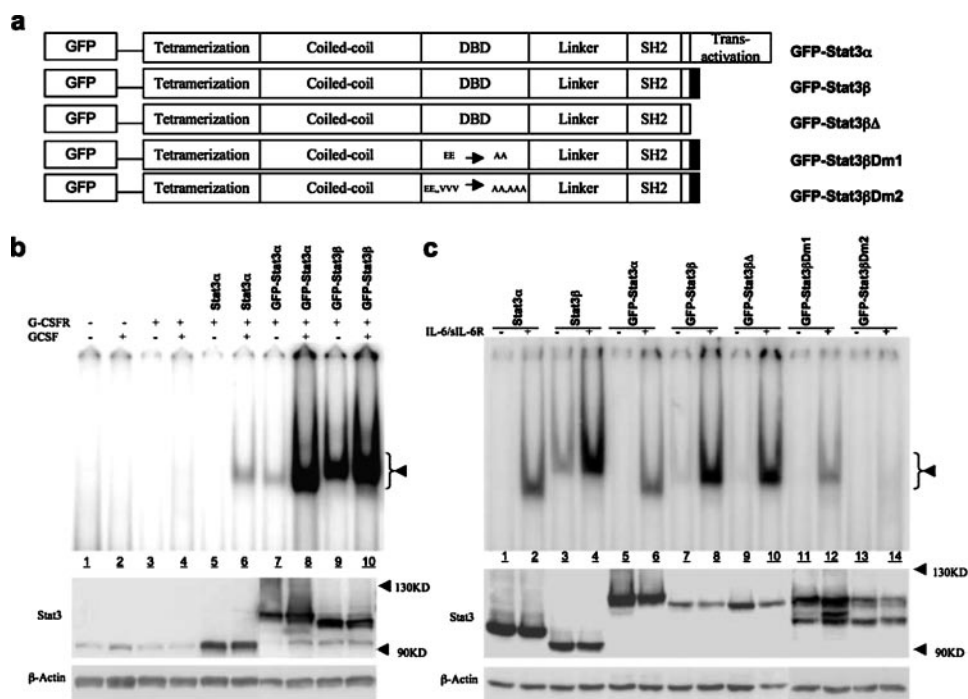 a
GFP Tetramerization Coiled-coil DBD Linker SH2 Trans-activation GFP-Stat3α
GFP Tetramerization Coiled-coil DBD Linker SH2 GFP-Stat3β
GFP Tetramerization Coiled-coil DBD Linker SH2 GFP-Stat3βΔ
GFP Tetramerization Coiled-coil EE AA Linker SH2 GFP-Stat3βDm1
GFP Tetramerization Coiled-coil EE,,VVV AA,AAA Linker SH2 GFP-Stat3βDm2
b
Stat3α Stat3α GFP-Stat3α GFP-Stat3α GFP-Stat3β GFP-Stat3β
G-CSFR - - + + + + + + + +
GCSF - + - + - + - + - +
1 2 3 4 5 6 7 8 9 10
130KD
Stat3
90KD
β-Actin
c
Stat3α Stat3β GFP-Stat3α GFP-Stat3β GFP-Stat3βΔ GFP-Stat3βDm1 GFP-Stat3βDm2
IL-6/sIL-6R - + - + - + - + - + - + - +
1 2 3 4 5 6 7 8 9 10 11 12 13 14
130KD
Stat3
90KD
β-Actin